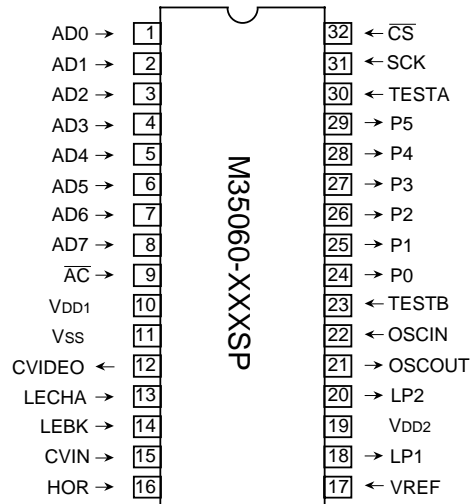 AD0 → 1
AD1 → 2
AD2 → 3
AD3 → 4
AD4 → 5
AD5 → 6
AD6 → 7
AD7 → 8
A̅C̅ → 9
VDD1 10
VSS 11
CVIDEO ← 12
LECHA → 13
LEBK → 14
CVIN → 15
HOR → 16
M35060-XXXSP
32 ← C̅S̅
31 ← SCK
30 ← TESTA
29 → P5
28 → P4
27 → P3
26 → P2
25 → P1
24 → P0
23 ← TESTB
22 ← OSCIN
21 → OSCOUT
20 → LP2
19 VDD2
18 → LP1
17 ← VREF